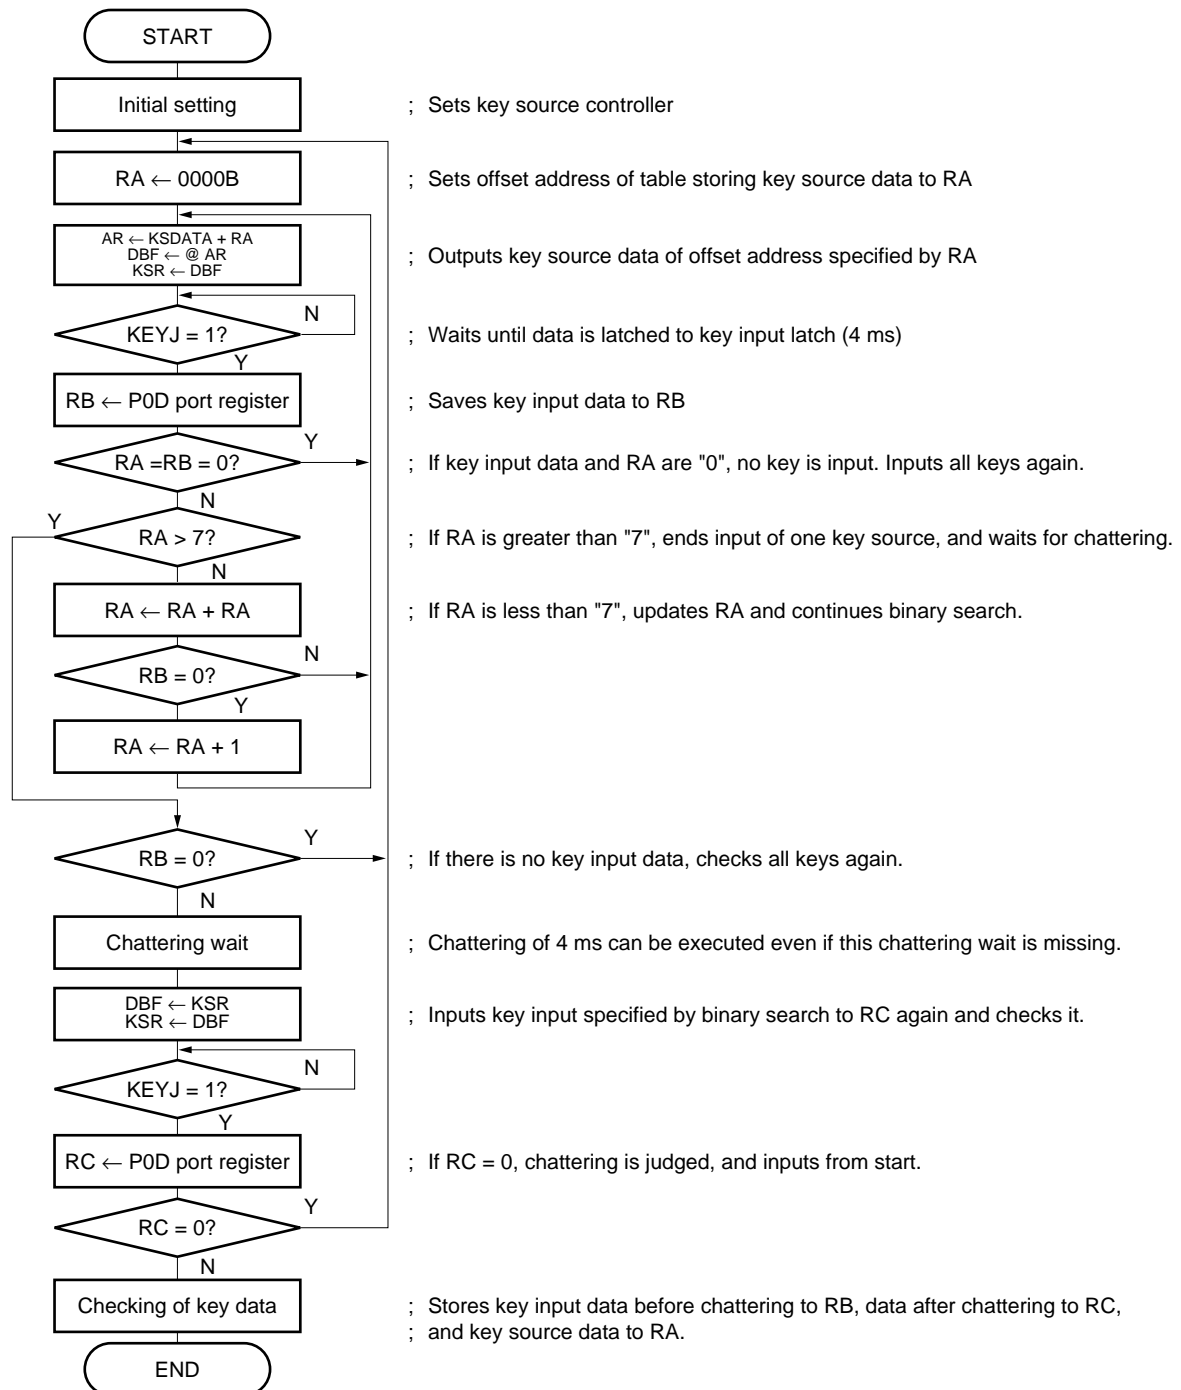 START
Initial setting
; Sets key source controller
RA ← 0000B
; Sets offset address of table storing key source data to RA
AR ← KSDATA + RA
DBF ← @ AR
KSR ← DBF
; Outputs key source data of offset address specified by RA
N
KEYJ = 1?
; Waits until data is latched to key input latch (4 ms)
Y
RB ← P0D port register
; Saves key input data to RB
Y
RA =RB = 0?
; If key input data and RA are "0", no key is input. Inputs all keys again.
N
Y
RA > 7?
; If RA is greater than "7", ends input of one key source, and waits for chattering.
N
RA ← RA + RA
; If RA is less than "7", updates RA and continues binary search.
N
RB = 0?
Y
RA ← RA + 1
Y
RB = 0?
; If there is no key input data, checks all keys again.
N
Chattering wait
; Chattering of 4 ms can be executed even if this chattering wait is missing.
DBF ← KSR
KSR ← DBF
; Inputs key input specified by binary search to RC again and checks it.
N
KEYJ = 1?
Y
RC ← P0D port register
; If RC = 0, chattering is judged, and inputs from start.
Y
RC = 0?
N
Checking of key data
; Stores key input data before chattering to RB, data after chattering to RC,
; and key source data to RA.
END